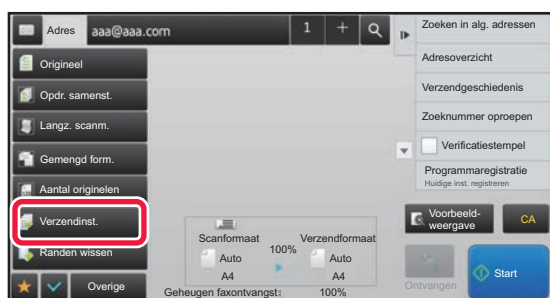 Adres aaa@aaa.com 1 +
Zoeken in alg. adressen
Origineel
Adresoverzicht
Opdr. samenst.
Verzendgeschiedenis
Langz. scanm.
Zoeknummer oproepen
Gemengd form.
Verificatiestempel
Aantal originelen
Programmaregistratie
Huidige inst. registreren
Verzendinst.
Voorbeeld-
weergave
CA
Randen wissen
Scanformaat 100% Verzendformaat
Auto Auto
A4 A4
Overige
Geheugen faxontvangst: 100%
Ontvangen
Start